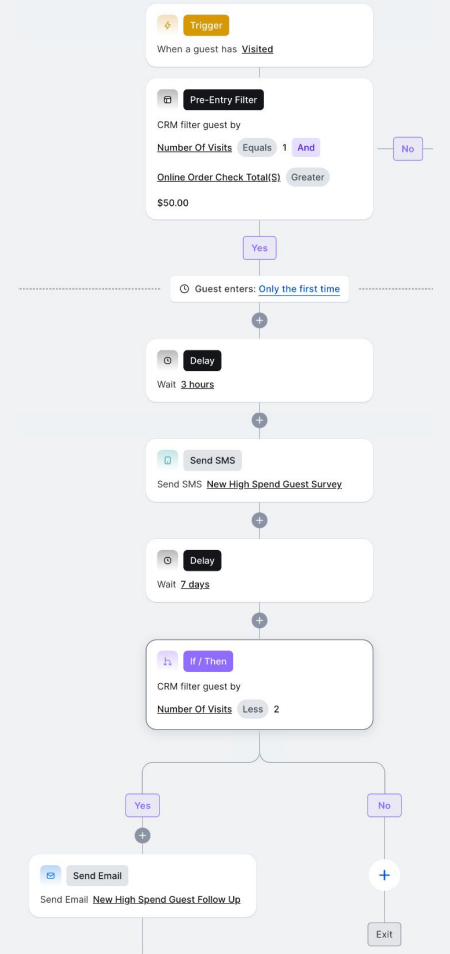 Trigger
When a guest has Visited
Pre-Entry Filter
CRM filter guest by
Number Of Visits Equals 1 And
No
Online Order Check Total(S) Greater
$50.00
Yes
Guest enters: Only the first time
Delay
Wait 3 hours
Send SMS
Send SMS New High Spend Guest Survey
Delay
Wait 7 days
If / Then
CRM filter guest by
Number Of Visits Less 2
Yes
No
Send Email
Send Email New High Spend Guest Follow Up
Exit